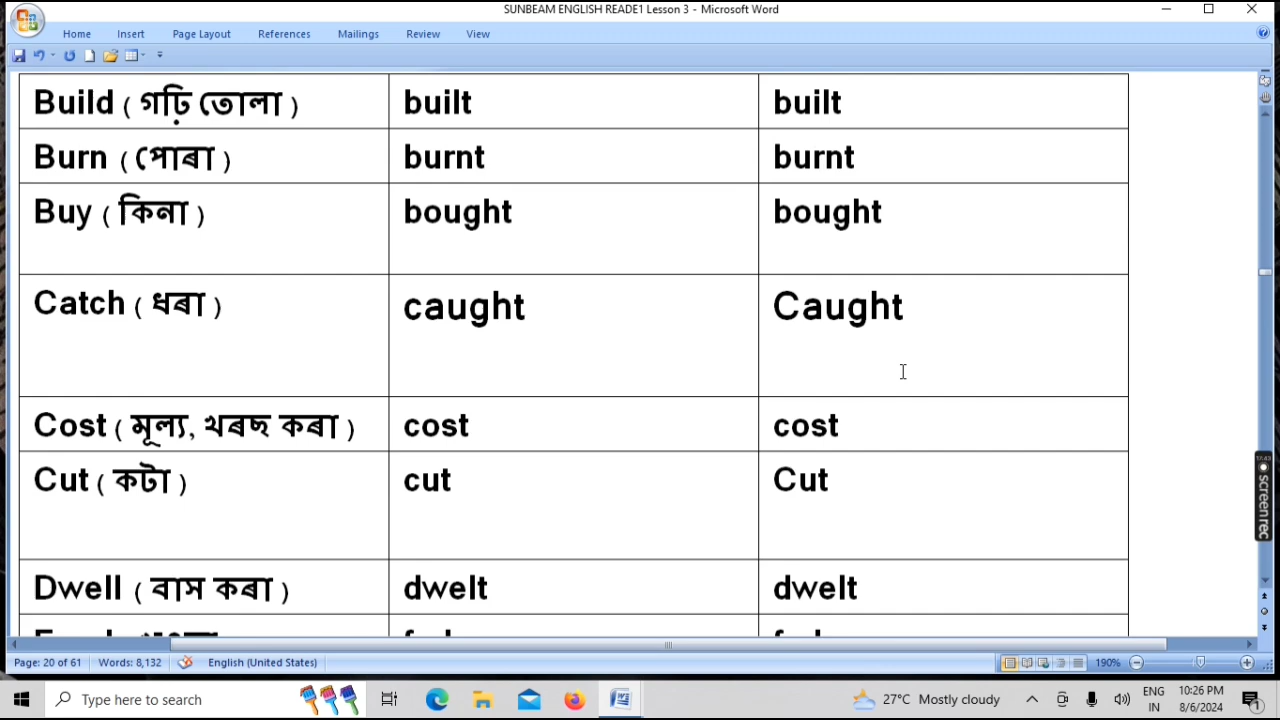 SUNBEAM ENGLISH READE1 Lesson 3 - Microsoft Word
Home Insert Page Layout References Mailings Review View
Build ( গঢ়ি তোলা ) built built
Burn ( পোৰা ) burnt burnt
Buy ( কিনা ) bought bought
Catch ( ধৰা ) caught Caught
Cost ( মূল্য, খৰছ কৰা ) cost cost
Cut ( কটা ) cut Cut
Dwell ( বাস কৰা ) dwelt dwelt
screen rec
Page: 20 of 61 Words: 8,132 English (United States) 190%
Type here to search 27°C Mostly cloudy ENG 10:26 PM
IN 8/6/2024